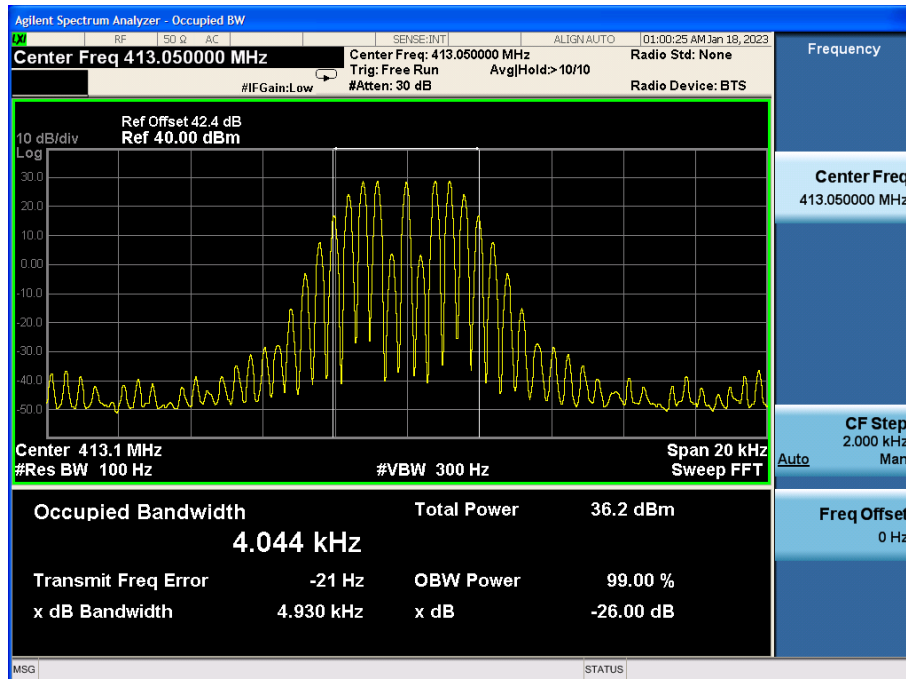 Agilent Spectrum Analyzer - Occupied BW
LXI RF 50 Ω AC SENSE:INT ALIGNAUTO 01:00:25 AM Jan 18, 2023
Center Freq 413.050000 MHz
Center Freq: 413.050000 MHz Radio Std: None
Trig: Free Run Avg|Hold:>10/10
#IFGain:Low #Atten: 30 dB Radio Device: BTS
Ref Offset 42.4 dB
10 dB/div Ref 40.00 dBm
Log
30.0
20.0
10.0
0.00
-10.0
-20.0
-30.0
-40.0
-50.0
Center 413.1 MHz Span 20 kHz
#Res BW 100 Hz #VBW 300 Hz Sweep FFT
Occupied Bandwidth Total Power 36.2 dBm
4.044 kHz
Transmit Freq Error -21 Hz OBW Power 99.00 %
x dB Bandwidth 4.930 kHz x dB -26.00 dB
MSG STATUS
Frequency
Center Freq
413.050000 MHz
CF Step
2.000 kHz
Auto Man
Freq Offset
0 Hz